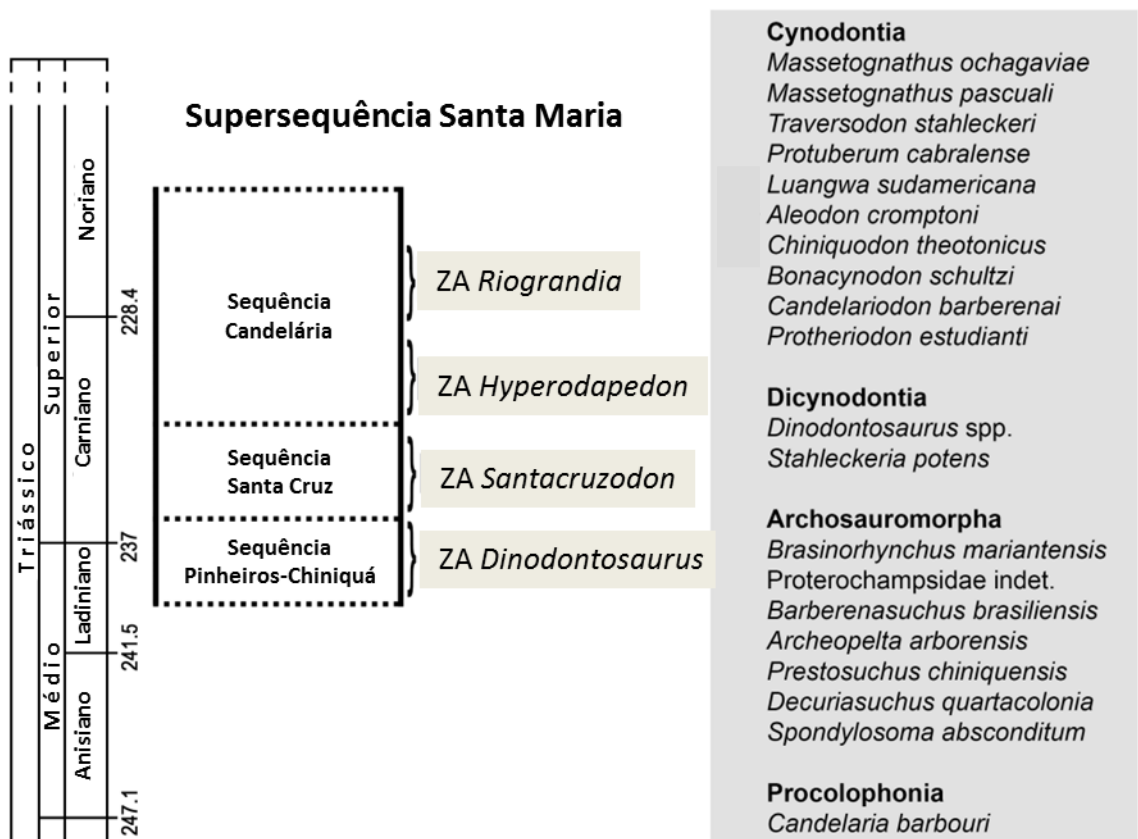 Supersequência Santa Maria
Triássico
Superior
Médio
Noriano
Carniano
Ladiniano
Anisiano
228.4
237
241.5
247.1
Sequência
Candelária
Sequência
Santa Cruz
Sequência
Pinheiros-Chiniquá
ZA Riograndia
ZA Hyperodapedon
ZA Santacruzodon
ZA Dinodontosaurus
Cynodontia
Massetognathus ochagaviae
Massetognathus pascuali
Traversodon stahleckeri
Protuberum cabralense
Luangwa sudamericana
Aleodon cromptoni
Chiniquodon theotonicus
Bonacynodon schultzi
Candelariodon barberenai
Protheriodon estudianti
Dicynodontia
Dinodontosaurus spp.
Stahleckeria potens
Archosauromorpha
Brasinorhynchus mariantensis
Proterochampsidae indet.
Barberenasuchus brasiliensis
Archeopelta arborensis
Prestosuchus chiniquensis
Decuriasuchus quartacolonia
Spondylosoma absconditum
Procolophonia
Candelaria barbouri